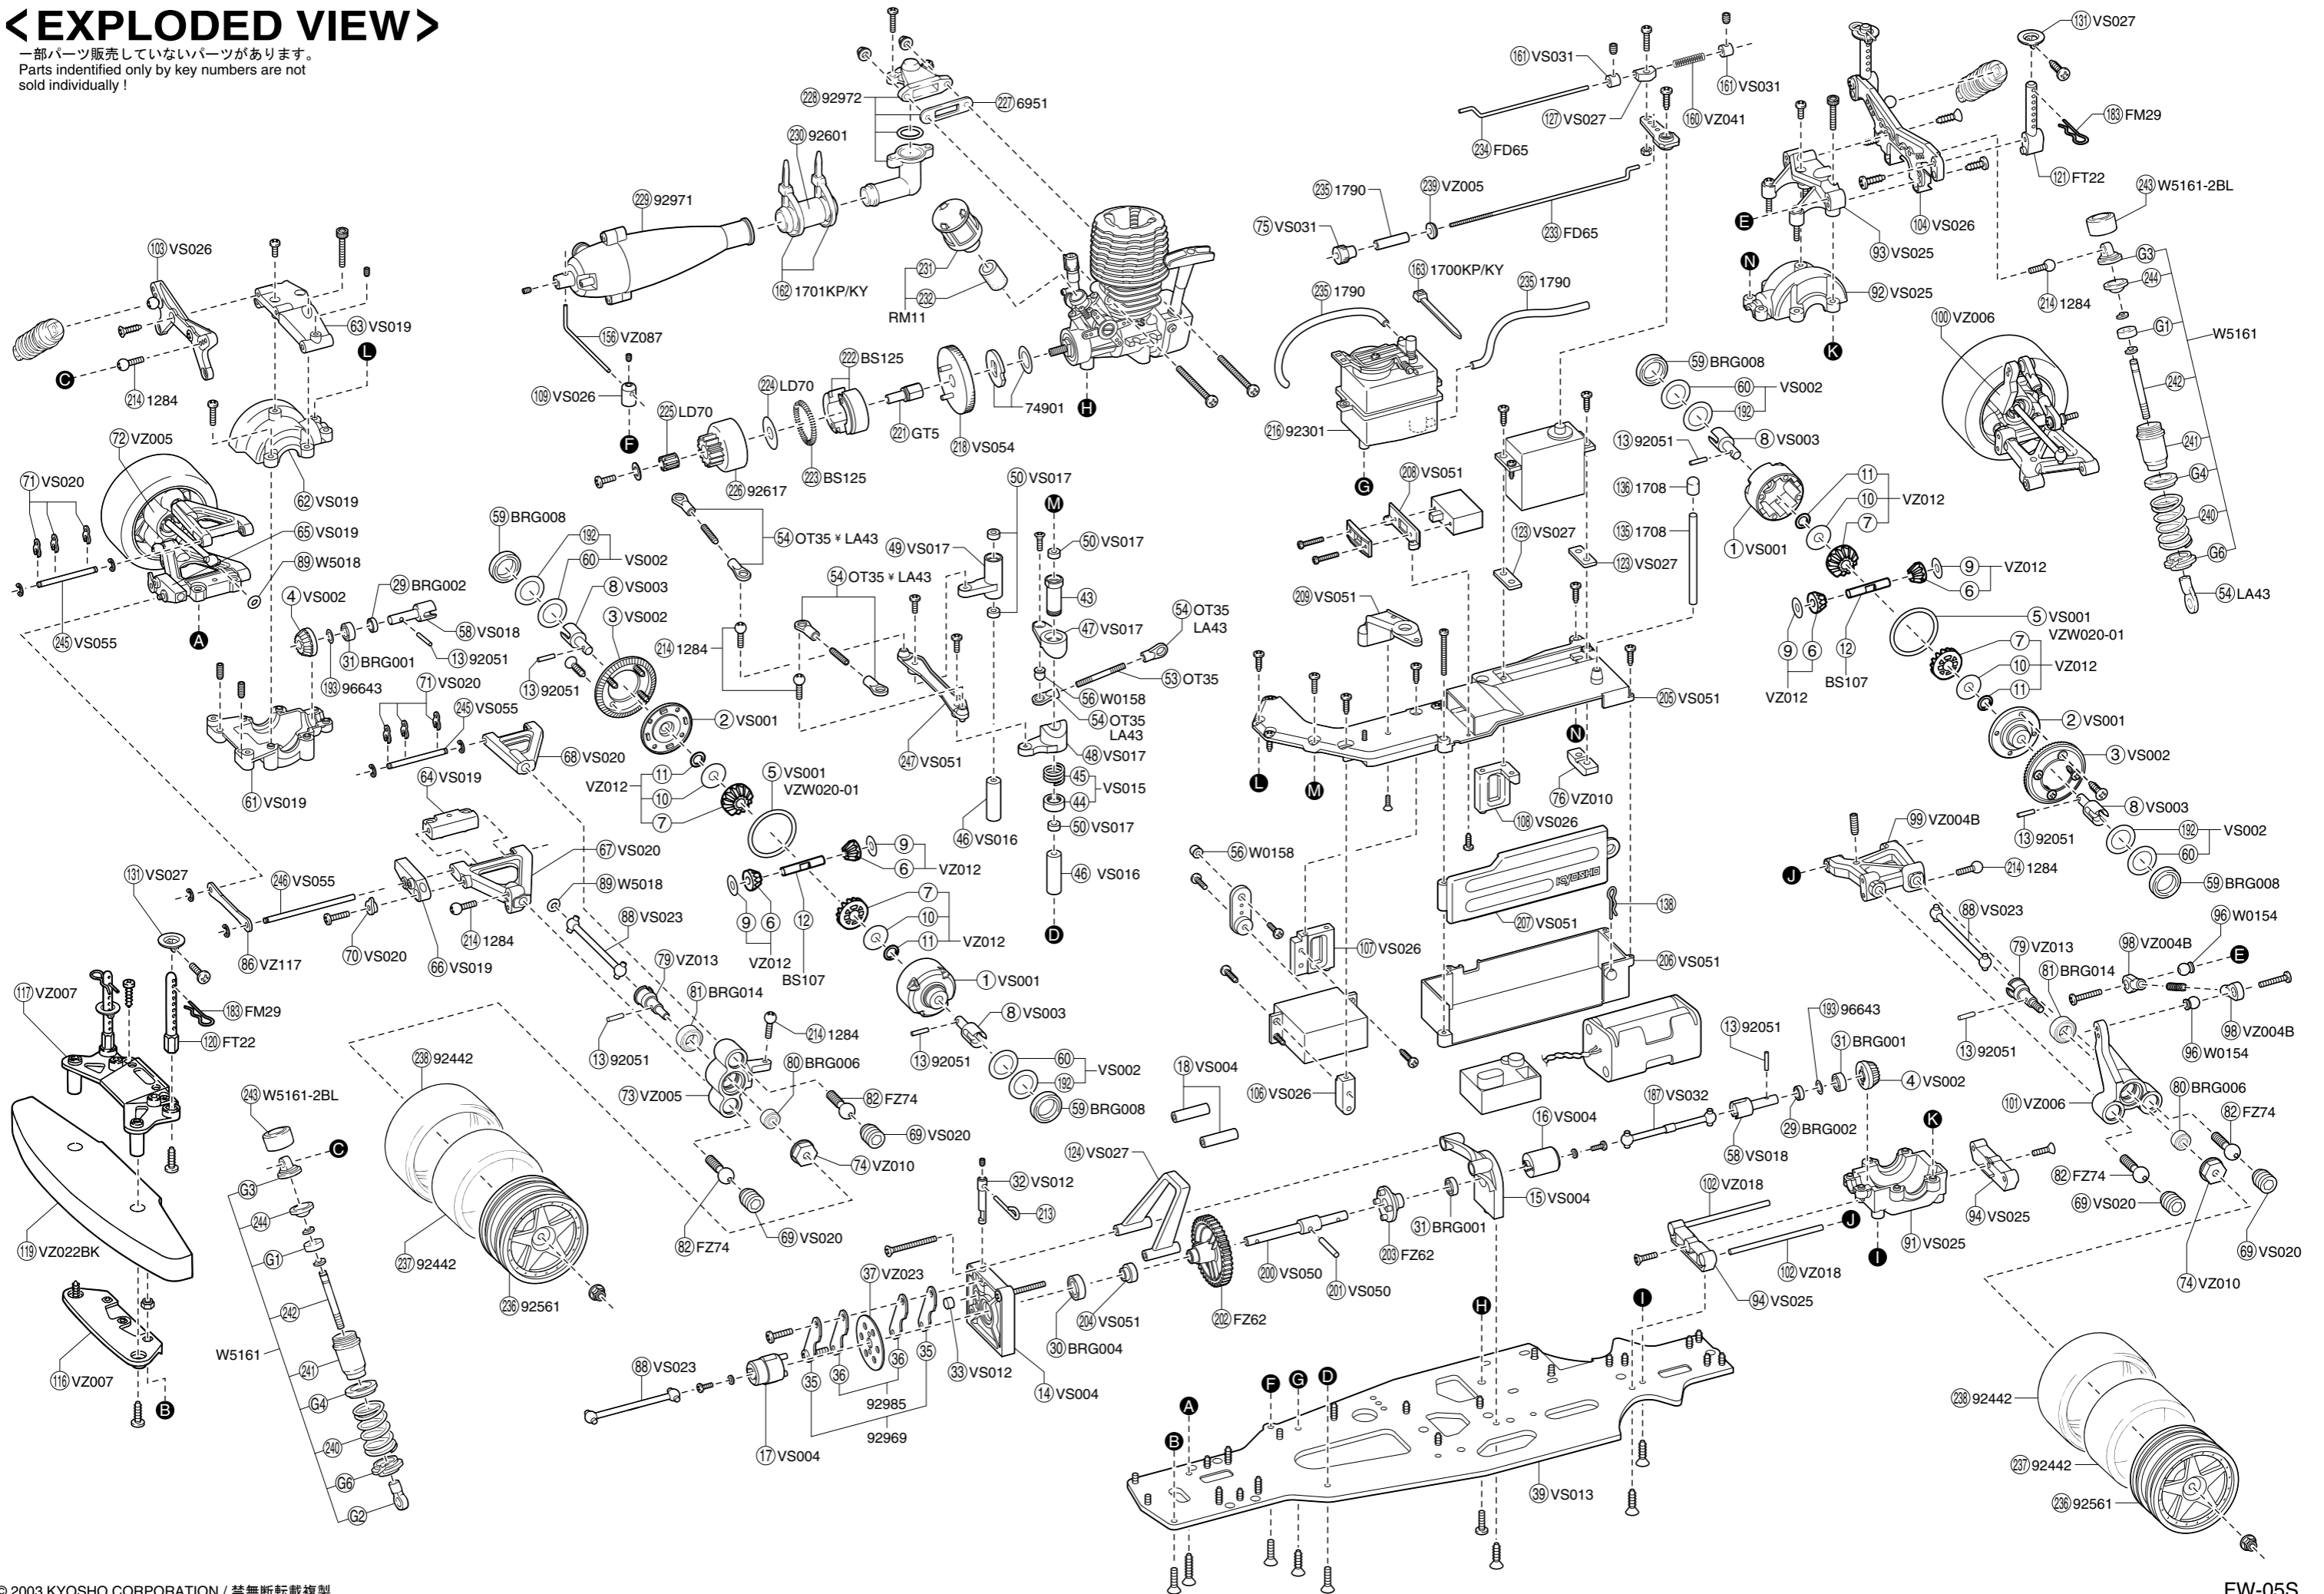 <EXPLODED VIEW>
一部パーツ販売していないパーツがあります。
Parts indentified only by key numbers are not
sold individually !
228 92972
227 6951
230 92601
229 92971
162 1701KP/KY
231
232
RM11
156 VZ087
109 VS026
F
222 BS125
224 LD70
225 LD70
226 92617
223 BS125
221 GT5
218 VS054
74901
H
161 VS031
161 VS031
127 VS027
160 VZ041
234 FD65
235 1790
239 VZ005
75 VS031
233 FD65
163 1700KP/KY
235 1790
235 1790
216 92301
G
131 VS027
183 FM29
121 FT22
104 VS026
93 VS025
E
N
92 VS025
K
214 1284
243 W5161-2BL
G3
244
G1
W5161
242
241
G4
240
G6
54 LA43
100 VZ006
103 VS026
63 VS019
L
C
214 1284
72 VZ005
71 VS020
62 VS019
65 VS019
89 W5018
4 VS002
29 BRG002
58 VS018
13 92051
31 BRG001
193 96643
245 VS055
A
61 VS019
71 VS020
245 VS055
68 VS020
64 VS019
67 VS020
89 W5018
88 VS023
246 VS055
86 VZ117
70 VS020
66 VS019
214 1284
131 VS027
117 VZ007
183 FM29
120 FT22
119 VZ022BK
116 VZ007
B
243 W5161-2BL
C
G3
244
G1
242
W5161
241
G4
240
G6
G2
59 BRG008
192
60
VS002
8 VS003
3 VS002
13 92051
2 VS001
11
10
7
VZ012
5 VS001
VZW020-01
9
6
VZ012
9
6
VZ012
12
BS107
7
10
11
VZ012
1 VS001
8 VS003
13 92051
60
192
VS002
59 BRG008
54 OT35 ¥ LA43
54 OT35 ¥ LA43
214 1284
247 VS051
50 VS017
49 VS017
46 VS016
M
50 VS017
43
47 VS017
54 OT35
LA43
53 OT35
56 W0158
54 OT35
LA43
48 VS017
45
44
VS015
50 VS017
46 VS016
D
208 VS051
209 VS051
123 VS027
123 VS027
136 1708
135 1708
205 VS051
L
M
N
76 VZ010
108 VS026
56 W0158
107 VS026
207 VS051
KYOSHO
138
206 VS051
106 VS026
59 BRG008
60
192
VS002
13 92051
8 VS003
1 VS001
11
10
7
VZ012
9
6
VZ012
9
6
VZ012
12
BS107
5 VS001
VZW020-01
7
10
11
VZ012
2 VS001
3 VS002
8 VS003
13 92051
192
60
VS002
59 BRG008
99 VZ004B
J
214 1284
88 VS023
96 W0154
98 VZ004B
E
79 VZ013
81 BRG014
13 92051
98 VZ004B
96 W0154
101 VZ006
80 BRG006
82 FZ74
82 FZ74
69 VS020
69 VS020
74 VZ010
79 VZ013
81 BRG014
13 92051
214 1284
80 BRG006
73 VZ005
82 FZ74
69 VS020
74 VZ010
82 FZ74
69 VS020
238 92442
237 92442
236 92561
18 VS004
124 VS027
16 VS004
187 VS032
13 92051
193 96643
31 BRG001
4 VS002
29 BRG002
58 VS018
15 VS004
31 BRG001
203 FZ62
32 VS012
213
200 VS050
201 VS050
202 FZ62
204 VS051
30 BRG004
14 VS004
33 VS012
37 VZ023
35
36
36
35
92985
92969
88 VS023
17 VS004
K
102 VZ018
J
91 VS025
94 VS025
I
102 VZ018
94 VS025
H
I
F
G
D
A
B
39 VS013
238 92442
237 92442
236 92561
© 2003 KYOSHO CORPORATION / 禁無断転載複製
FW-05S